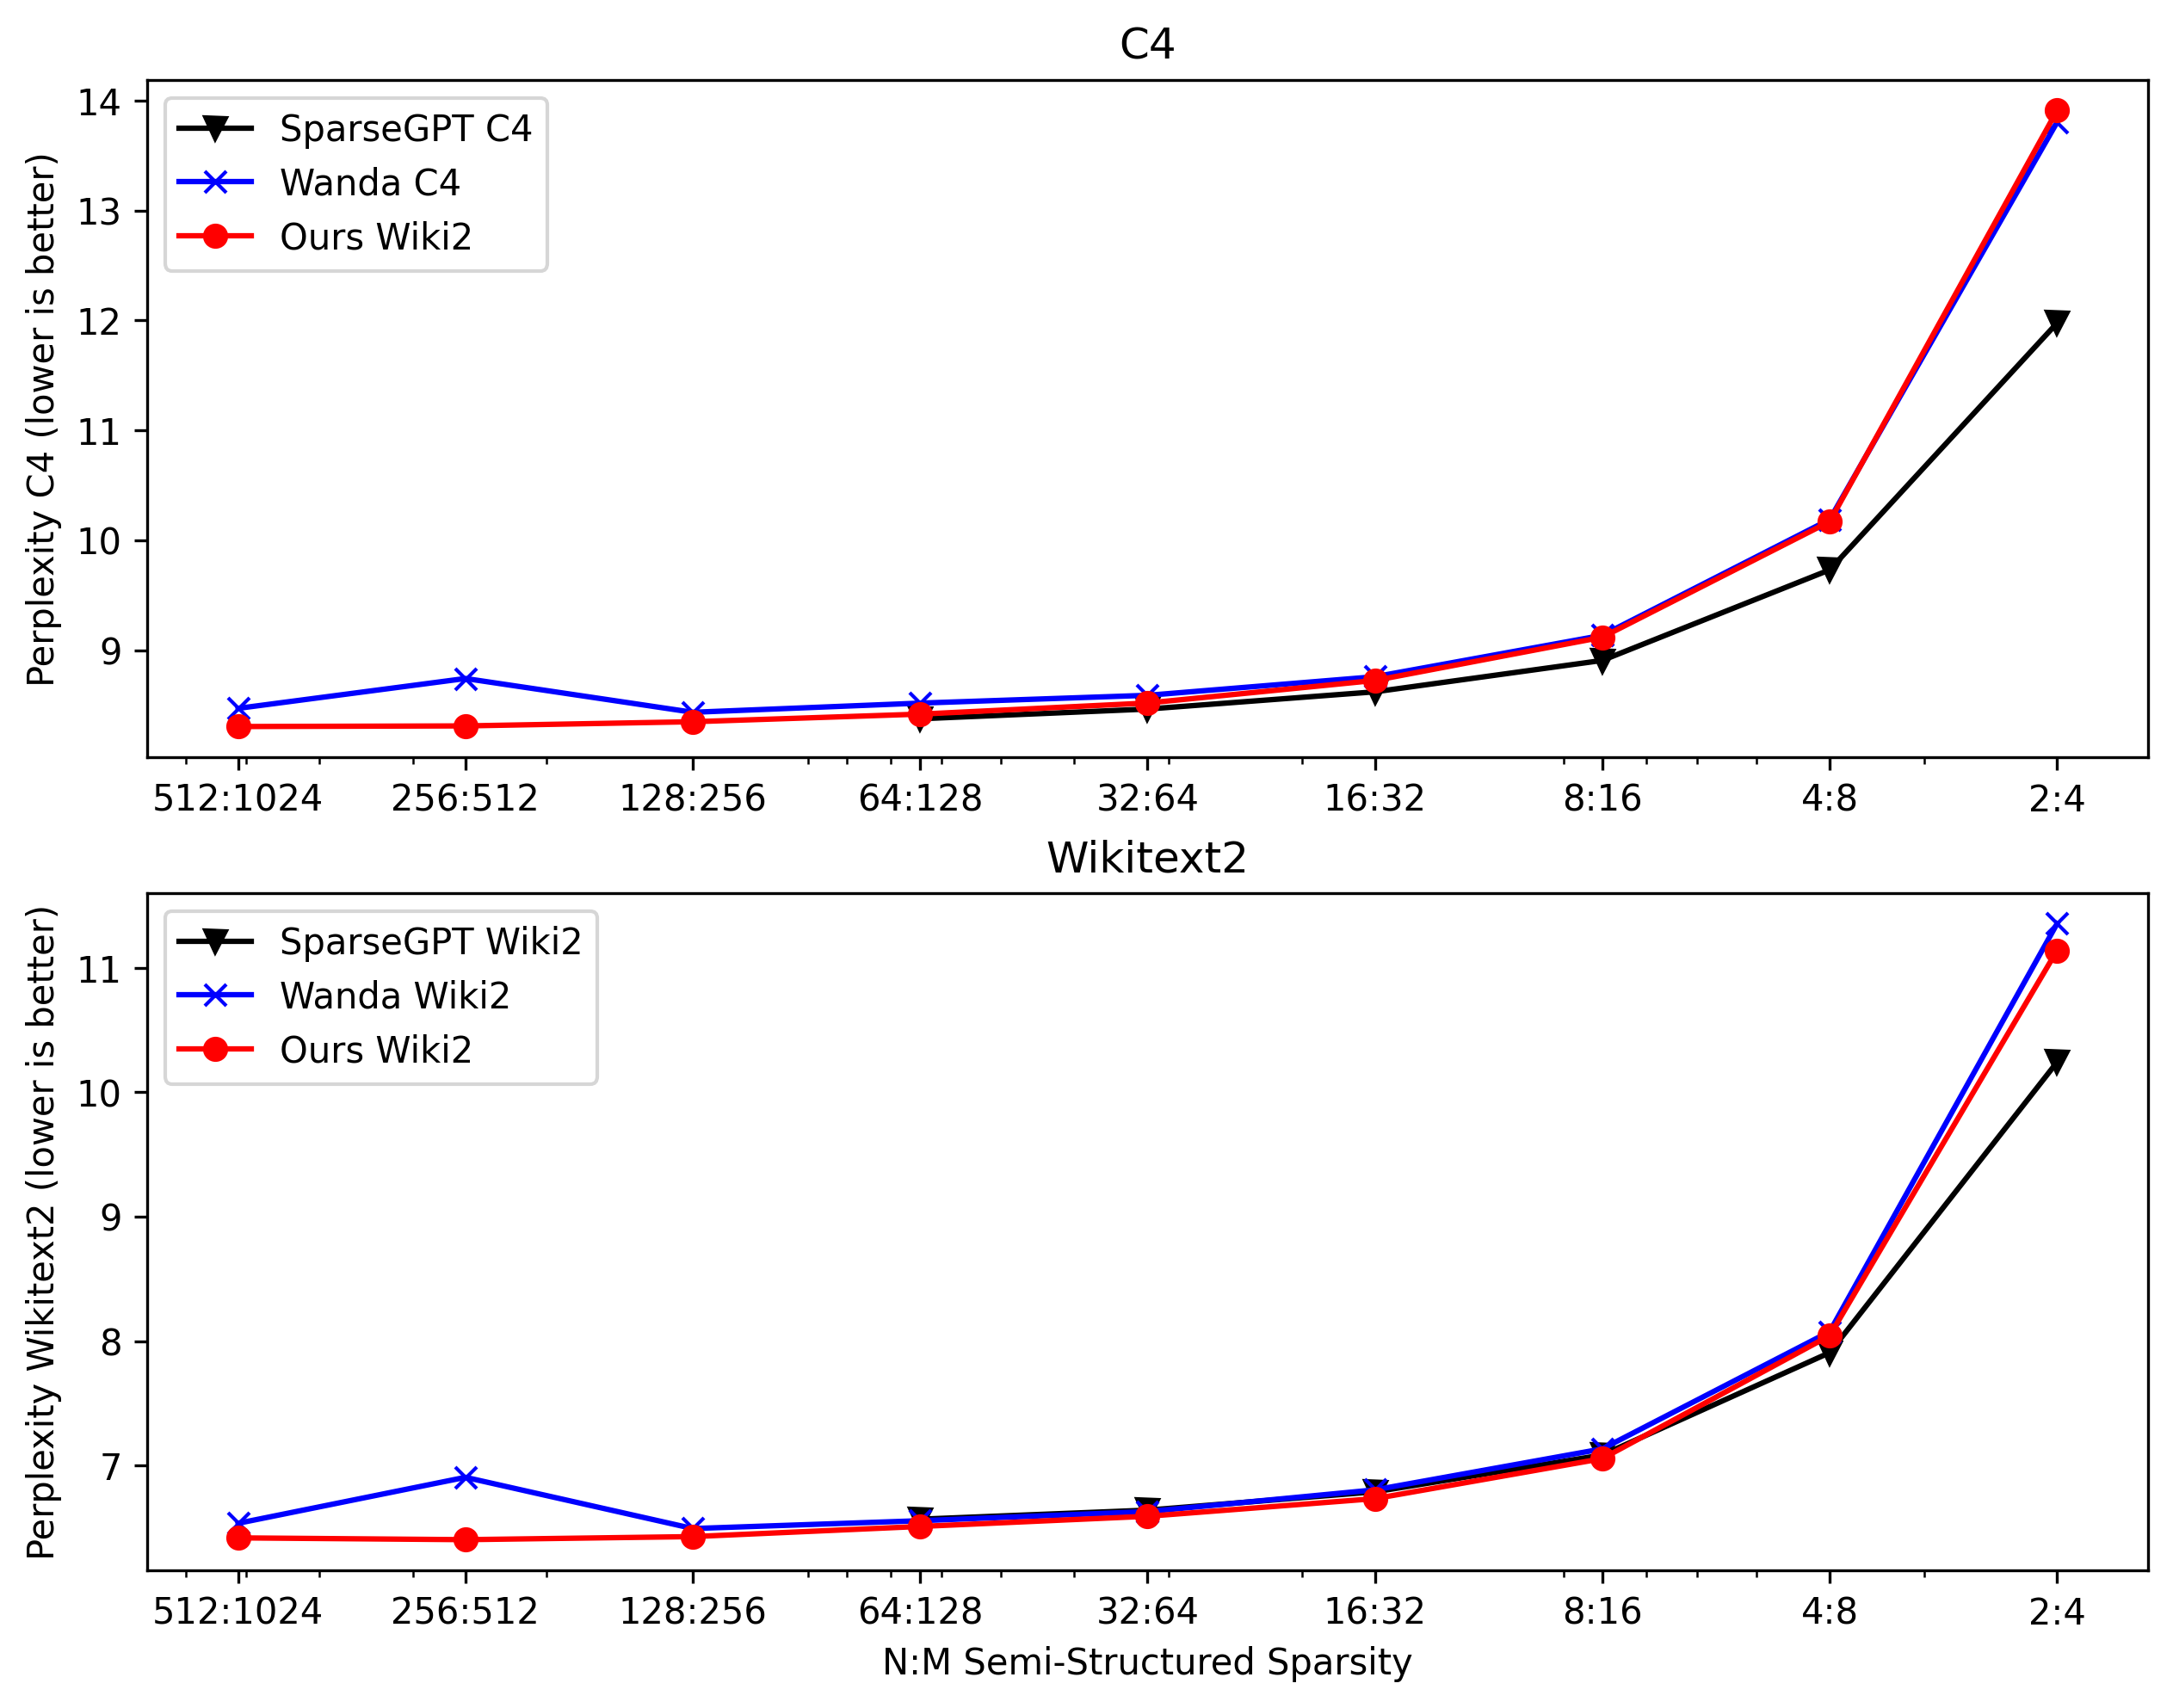 C4
Perplexity C4 (lower is better)
14
13
12
11
10
9
SparseGPT C4
Wanda C4
Ours Wiki2
512:1024 256:512 128:256 64:128 32:64 16:32 8:16 4:8 2:4
Wikitext2
Perplexity Wikitext2 (lower is better)
11
10
9
8
7
SparseGPT Wiki2
Wanda Wiki2
Ours Wiki2
512:1024 256:512 128:256 64:128 32:64 16:32 8:16 4:8 2:4
N:M Semi-Structured Sparsity